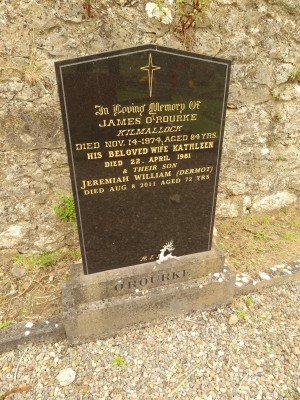 In Loving Memory Of
JAMES O'ROURKE
KILMALLOCK
DIED NOV. 14-1974, AGED 84 YRS.
HIS BELOVED WIFE KATHLEEN
DIED 22. APRIL 1981
& THEIR SON
JEREMIAH WILLIAM (DERMOT)
DIED AUG 8 2011 AGED 72 YRS
O'ROURKE